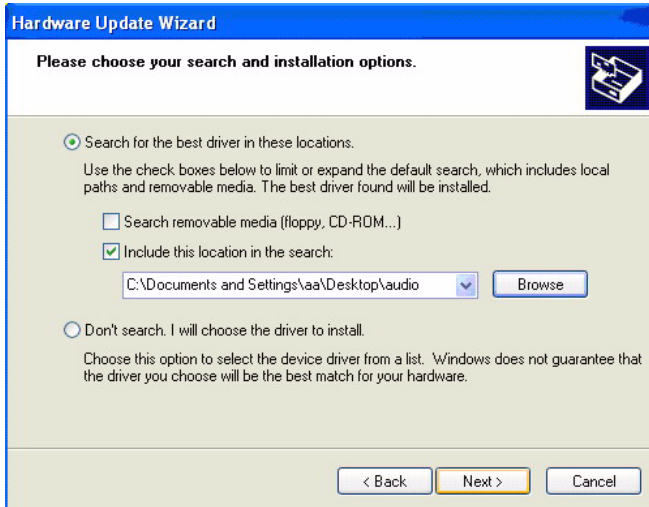 Hardware Update Wizard
Please choose your search and installation options.
Search for the best driver in these locations.
Use the check boxes below to limit or expand the default search, which includes local
paths and removable media. The best driver found will be installed.
Search removable media (floppy, CD-ROM...)
Include this location in the search:
C:\Documents and Settings\aa\Desktop\audio
Browse
Don't search. I will choose the driver to install.
Choose this option to select the device driver from a list. Windows does not guarantee that
the driver you choose will be the best match for your hardware.
< Back
Next >
Cancel